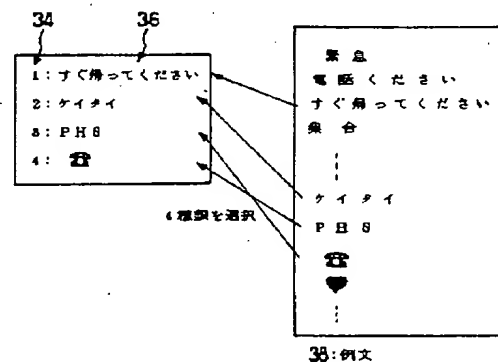 34 36
1:すぐ帰ってください
2:ケイタイ
3:PHS
4:☎
4種類を選択
緊急
電話ください
すぐ帰ってください
集合
ケイタイ
PHS
☎
♥
38:例文